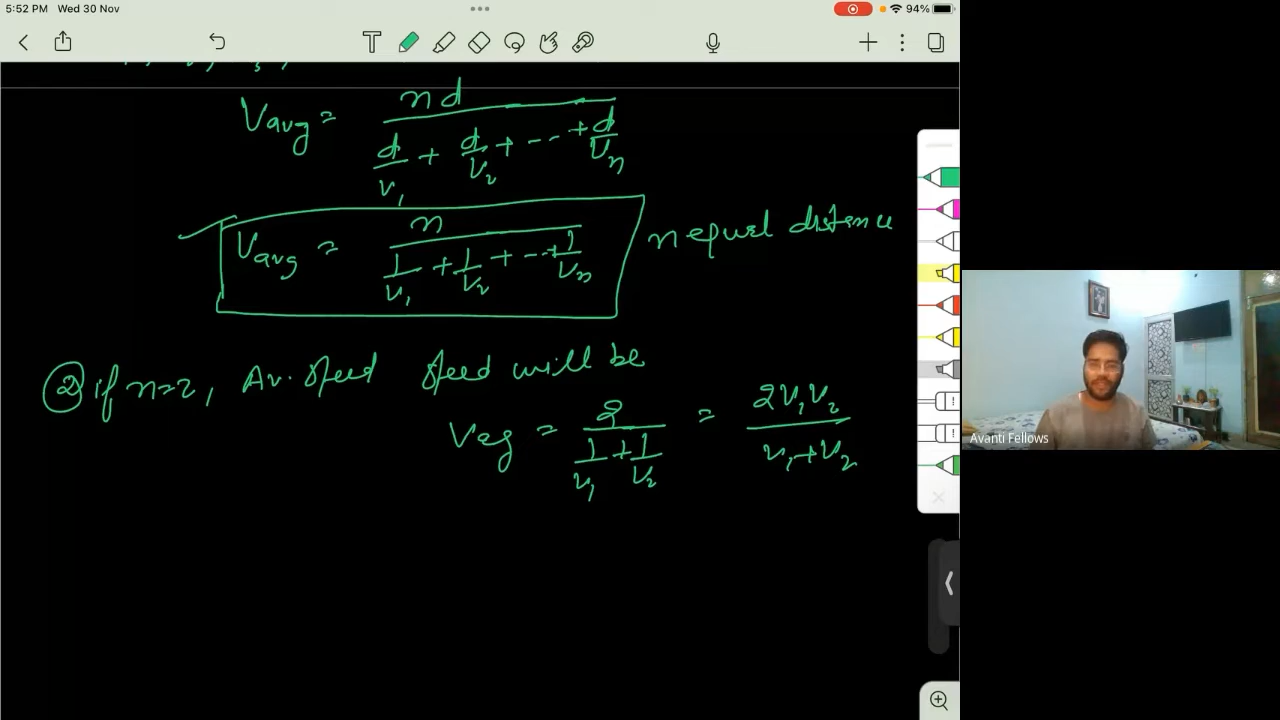 5:52 PM Wed 30 Nov
94%
Vavg = nd / (d/v1 + d/v2 + --- + d/vn)
Vavg = n / (1/v1 + 1/v2 + --- + 1/vn) n equal distance
② if n=2, Av. speed speed will be
Vag = 2 / (1/v1 + 1/v2) = 2v1v2 / (v1+v2)
Avanti Fellows